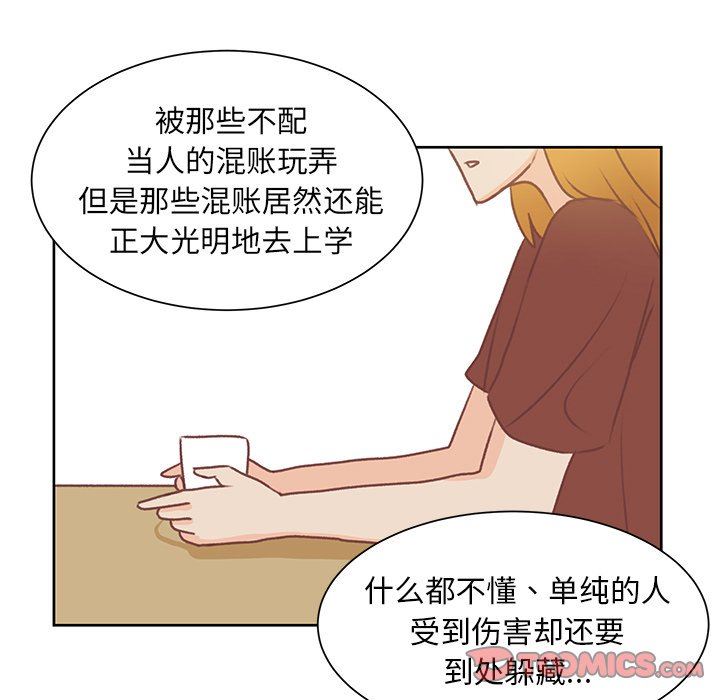 被那些不配
当人的混账玩弄
但是那些混账居然还能
正大光明地去上学
什么都不懂、单纯的人
受到伤害却还要
到处躲藏...
TOOMICS.COM